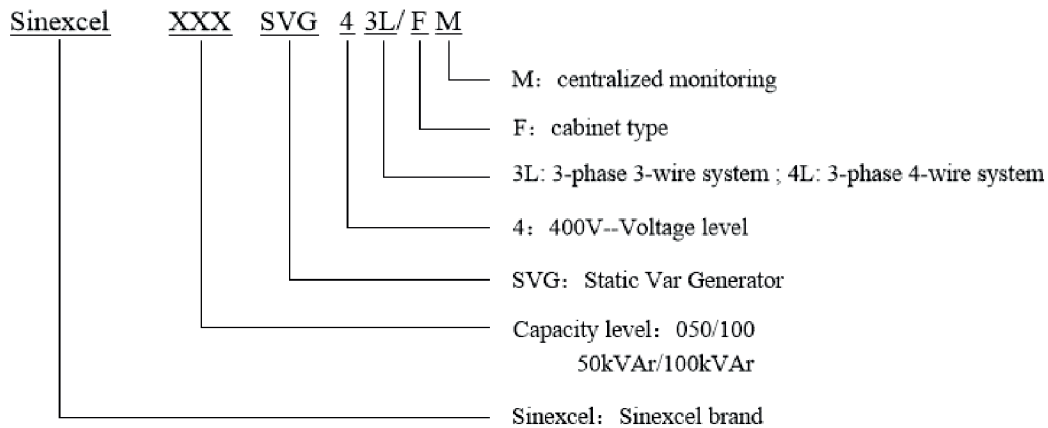 Sinexcel XXX SVG 4 3L/F M
M：centralized monitoring
F：cabinet type
3L: 3-phase 3-wire system ; 4L: 3-phase 4-wire system
4：400V--Voltage level
SVG：Static Var Generator
Capacity level：050/100
50kVAr/100kVAr
Sinexcel：Sinexcel brand